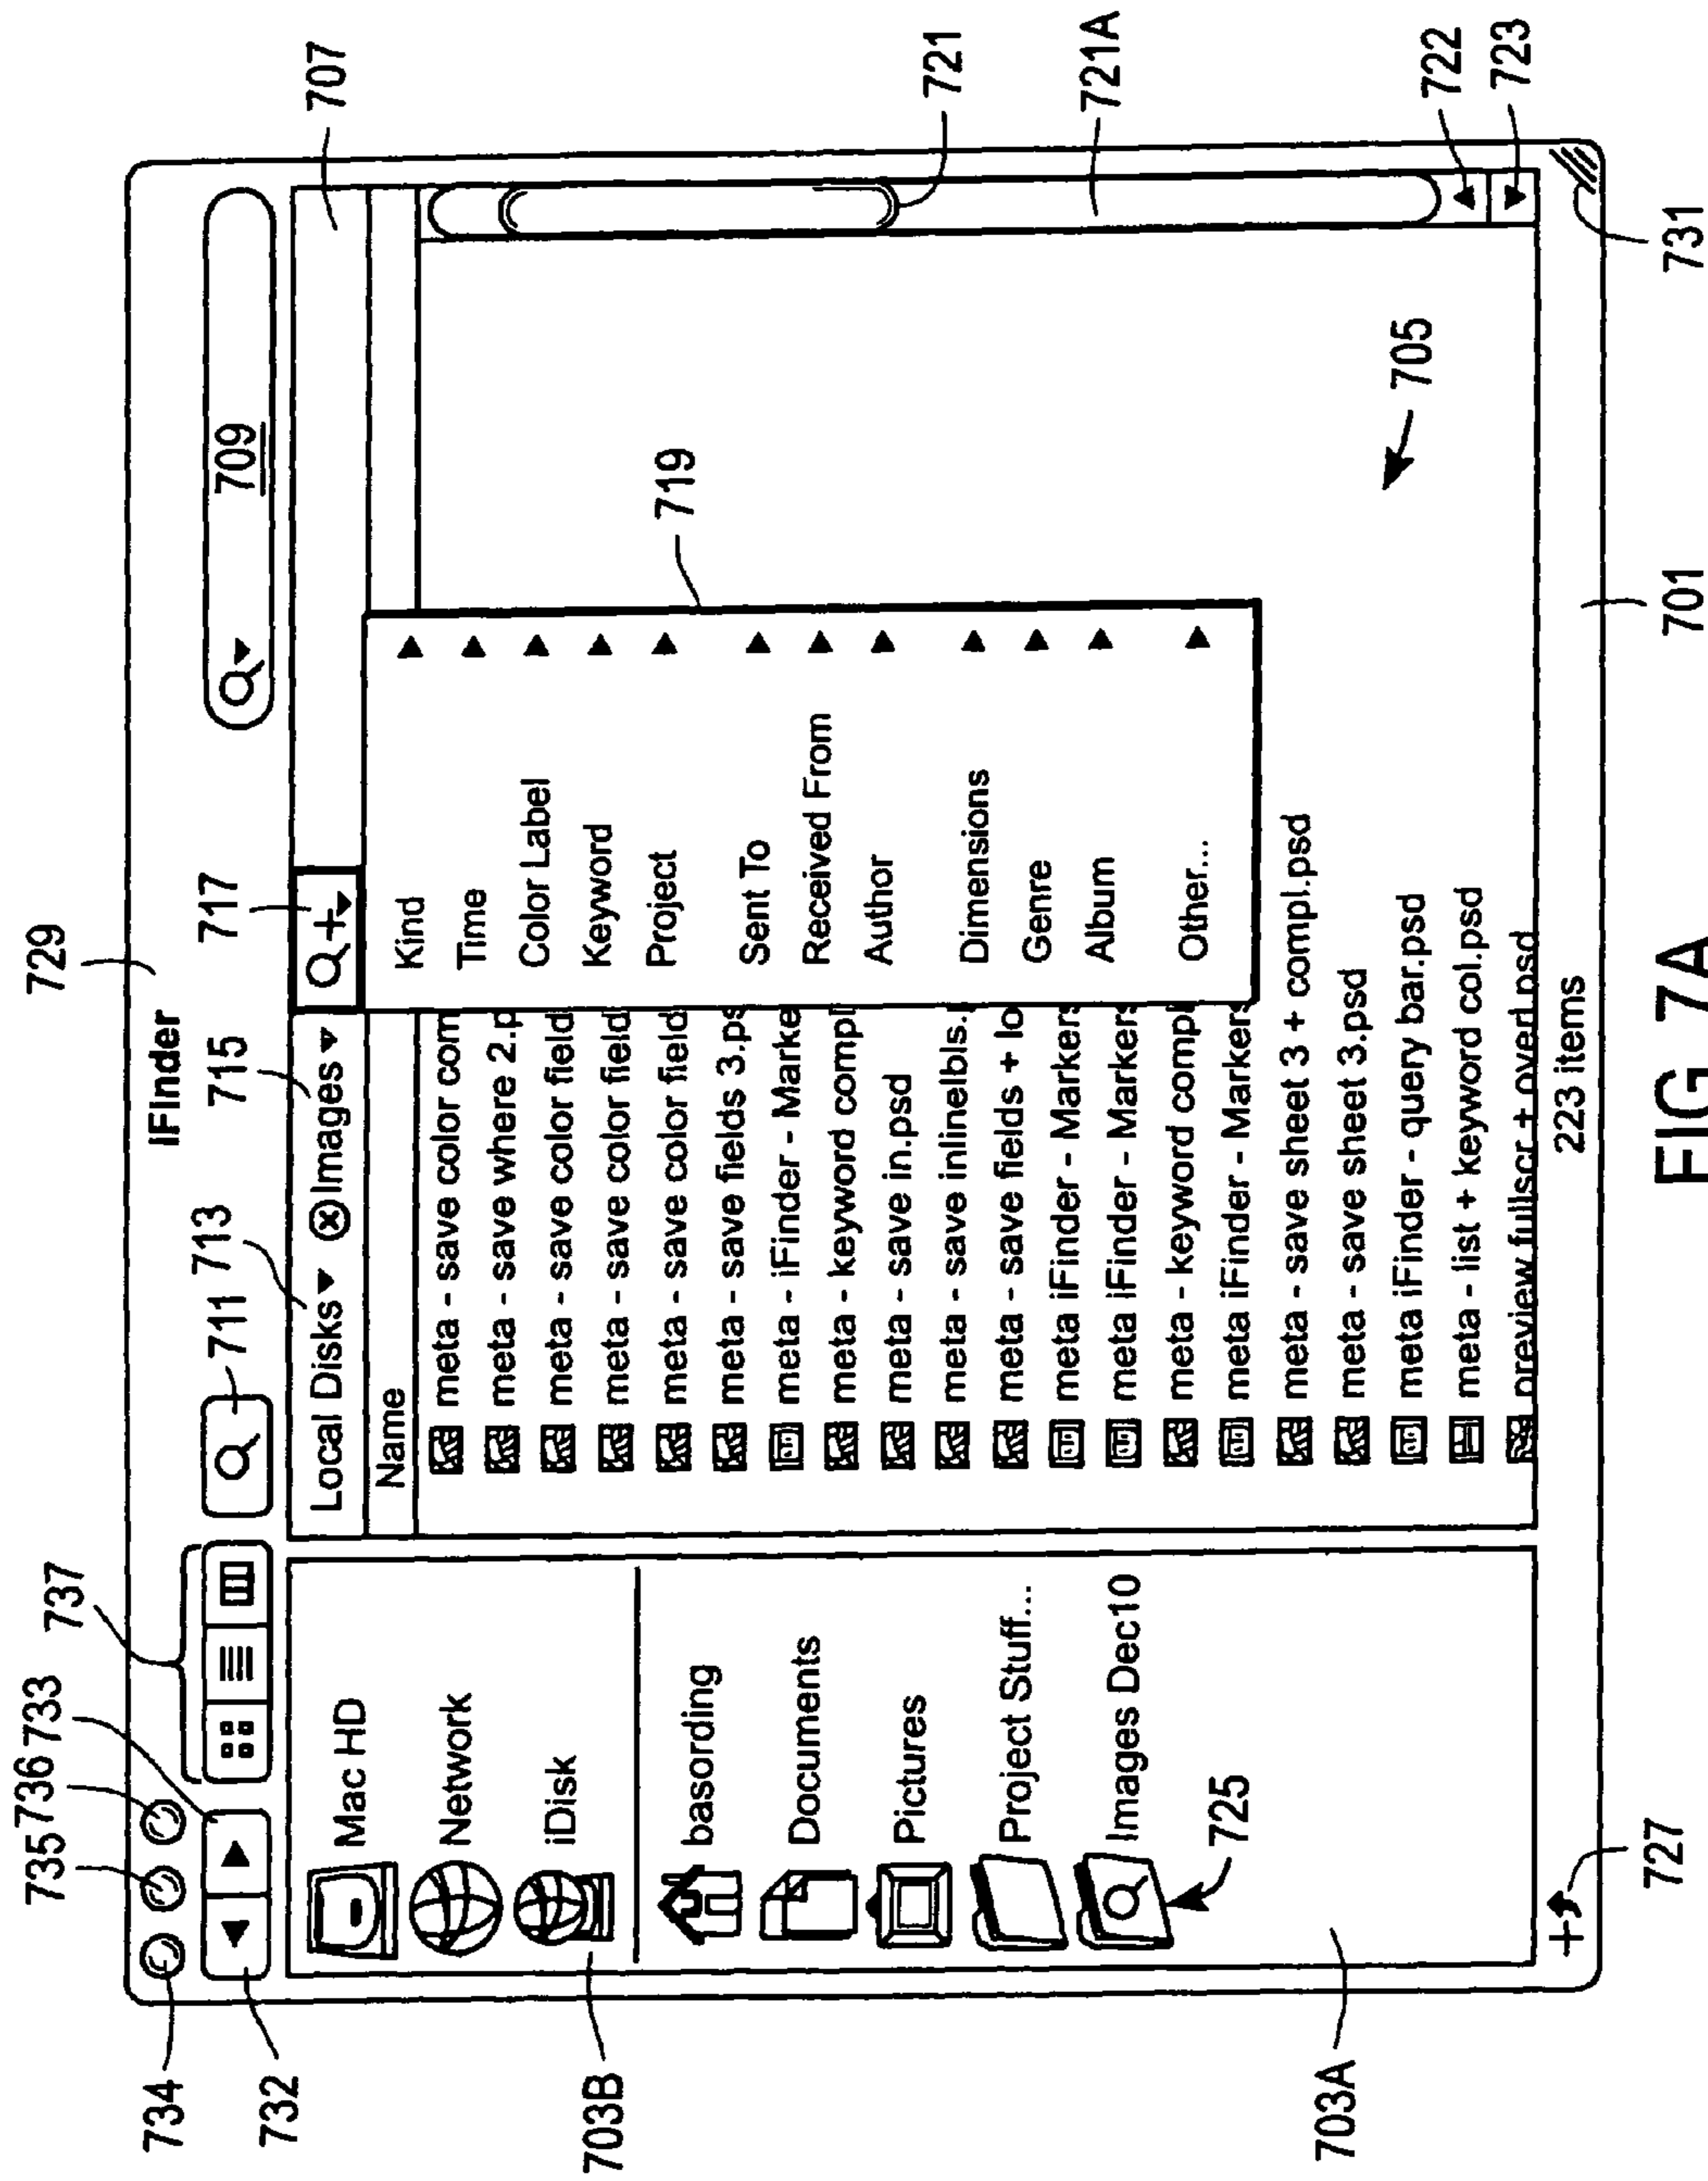 729
734
735
736
733
737
711
713
715
717
iFinder
732
709
707
Local Disks
Images
Name
Mac HD
Network
iDisk
basording
Documents
Pictures
Project Stuff...
Images Dec10
703B
725
703A
727
meta - save color com
meta - save where 2.p
meta - save color field
meta - save color field
meta - save color field
meta - save fields 3.ps
meta - iFinder - Marke
meta - keyword compl
meta - save in.psd
meta - save inlinelbls.
meta - save fields + lo
meta iFinder - Markers
meta iFinder - Markers
meta - keyword compl
meta iFinder - Markers
meta - save sheet 3 + compl.psd
meta - save sheet 3.psd
meta iFinder - query bar.psd
meta - list + keyword col.psd
preview fullscr + overl.psd
Kind
Time
Color Label
Keyword
Project
Sent To
Received From
Author
Dimensions
Genre
Album
Other...
719
705
721
721A
722
723
223 items
701
731
FIG. 7A